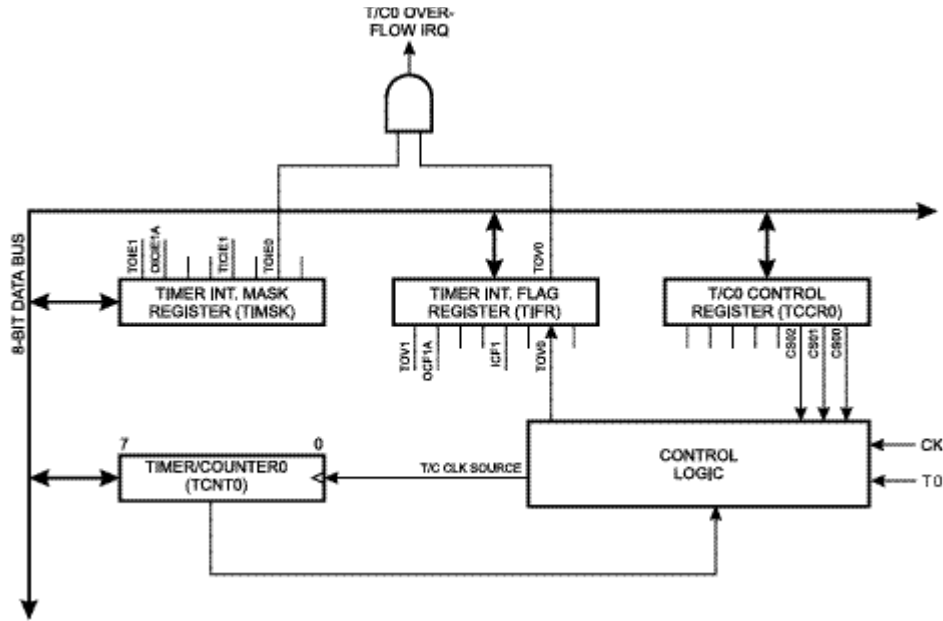 T/C0 OVER-
FLOW IRQ
8-BIT DATA BUS
TOIE1
OCIE1A
TICIE1
TOIE0
TOV0
TIMER INT. MASK
REGISTER (TIMSK)
TIMER INT. FLAG
REGISTER (TIFR)
T/C0 CONTROL
REGISTER (TCCR0)
TOV1
OCF1A
ICF1
TOV0
CS02
CS01
CS00
7
0
TIMER/COUNTER0
(TCNT0)
T/C CLK SOURCE
CONTROL
LOGIC
CK
T0